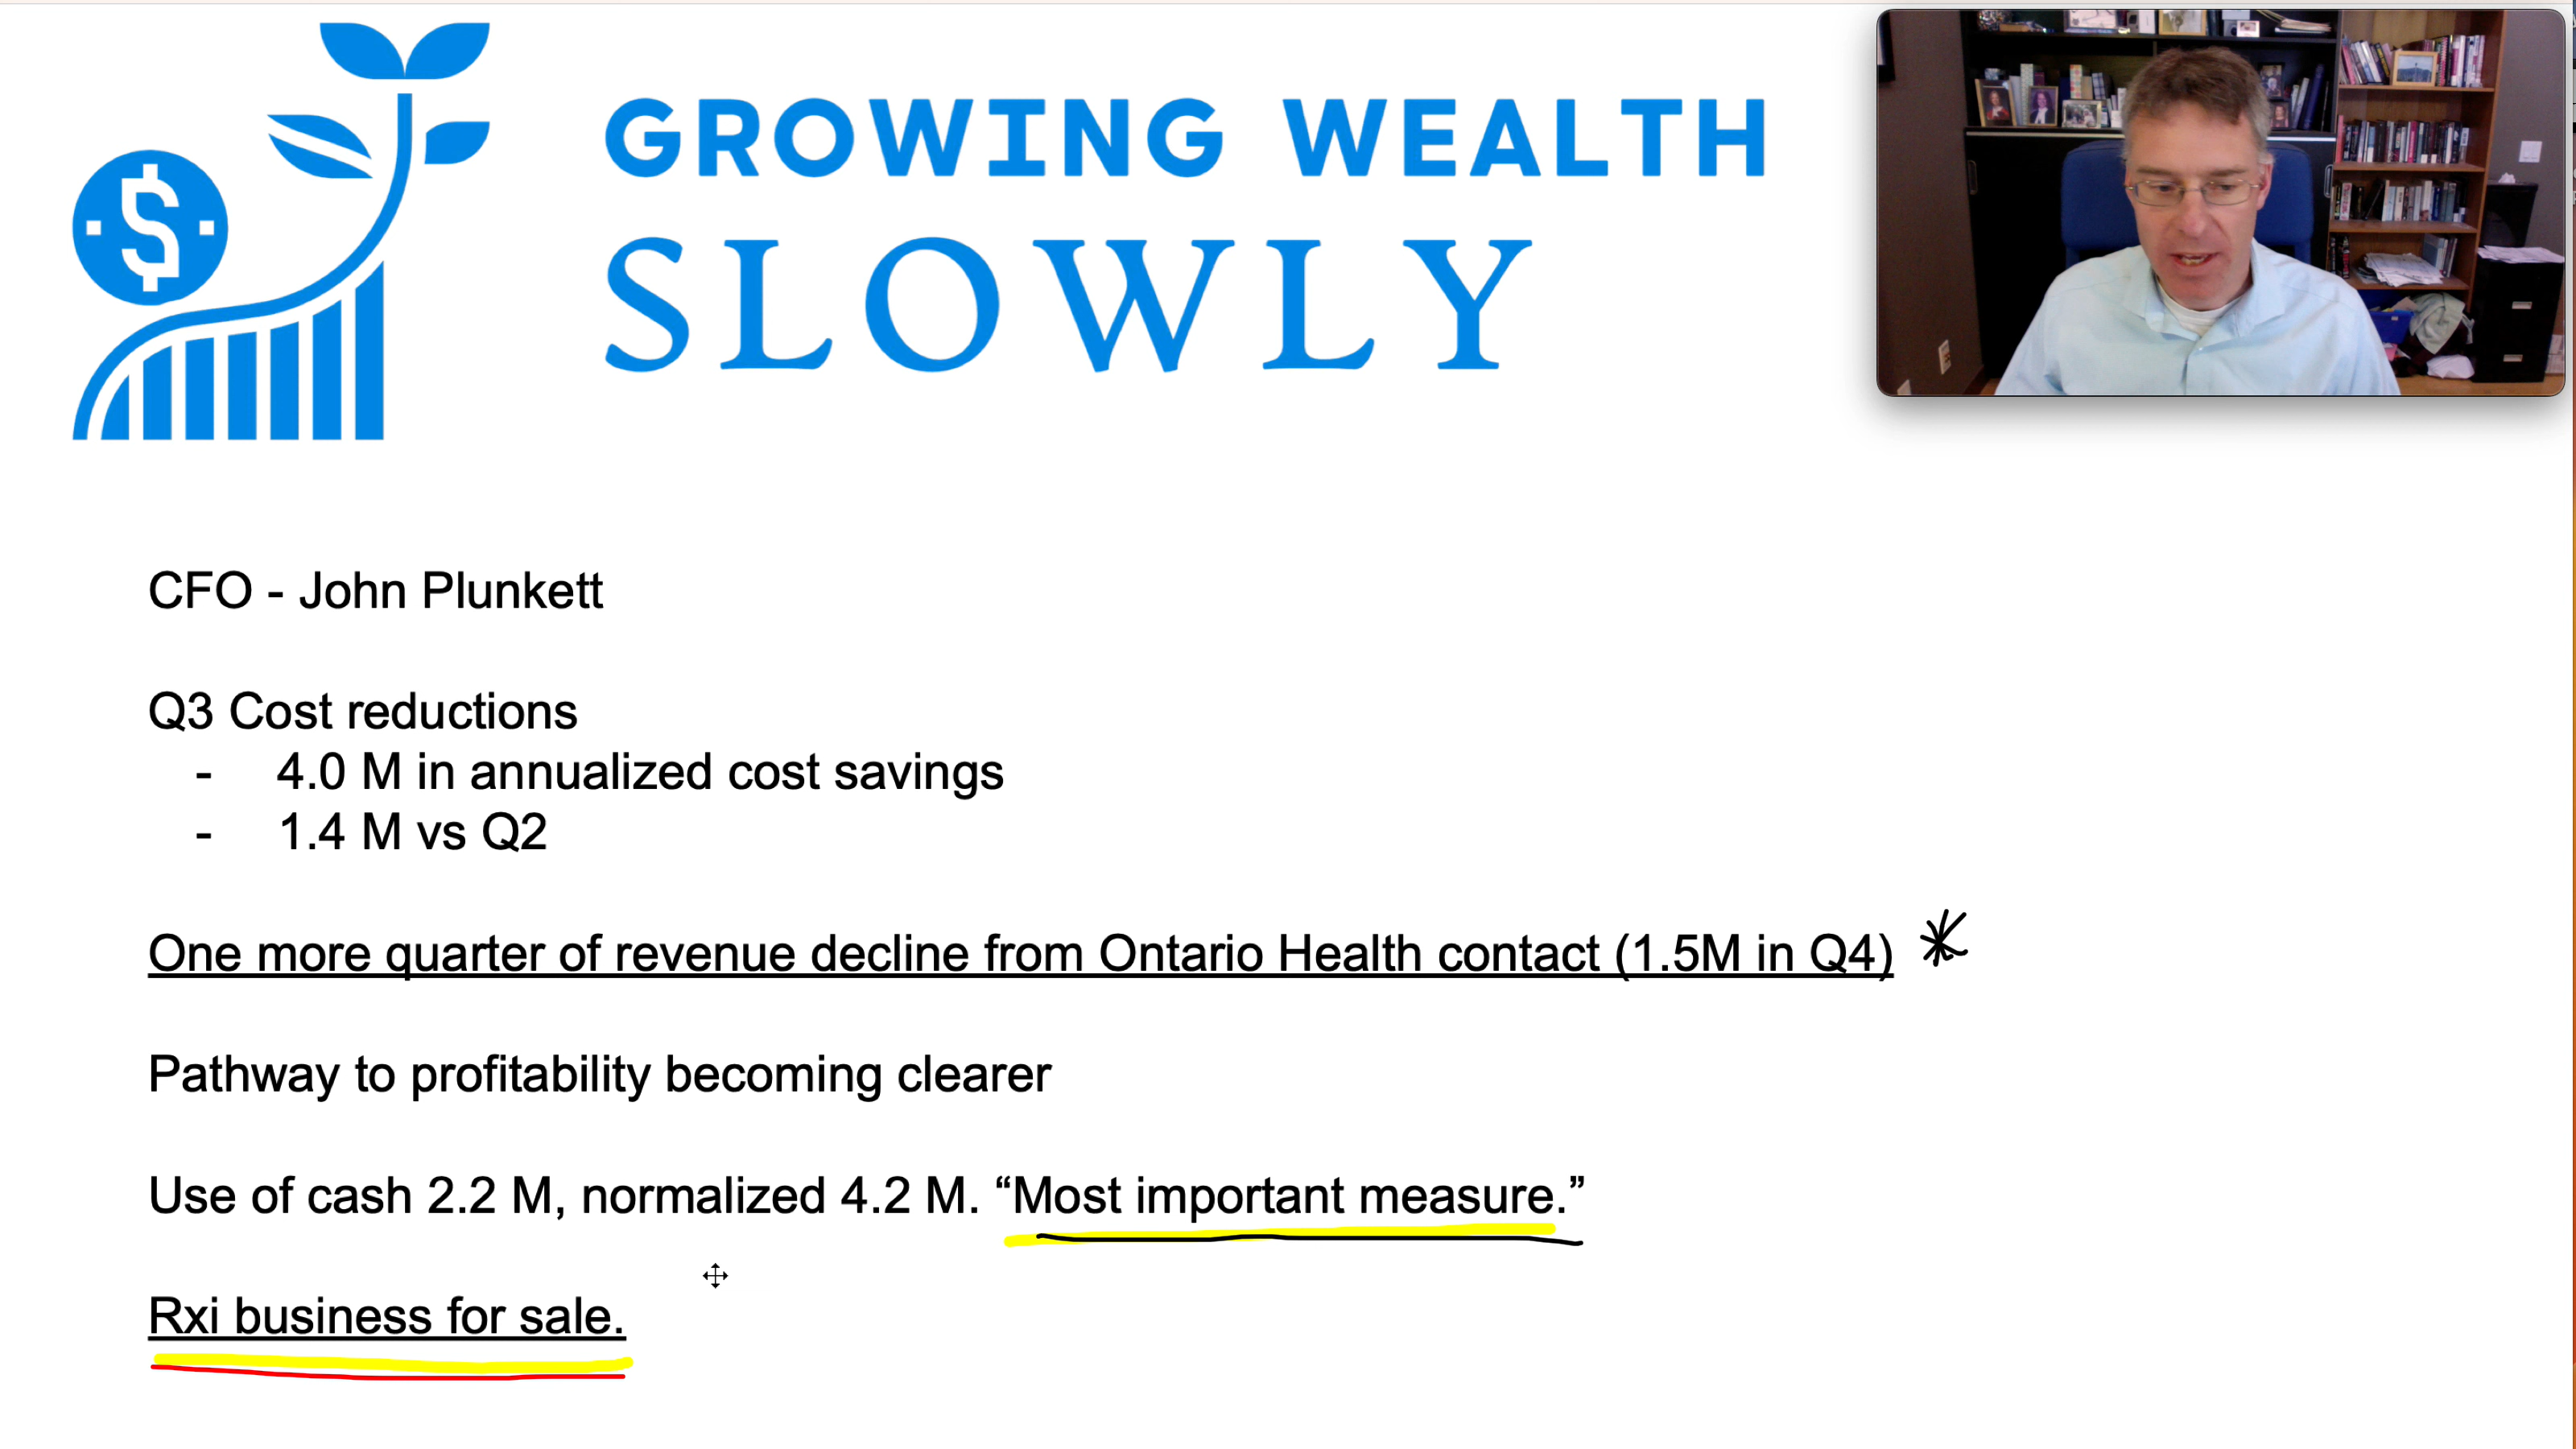 GROWING WEALTH
SLOWLY
$
CFO - John Plunkett
Q3 Cost reductions
- 4.0 M in annualized cost savings
- 1.4 M vs Q2
One more quarter of revenue decline from Ontario Health contact (1.5M in Q4) *
Pathway to profitability becoming clearer
Use of cash 2.2 M, normalized 4.2 M. “Most important measure.”
Rxi business for sale.